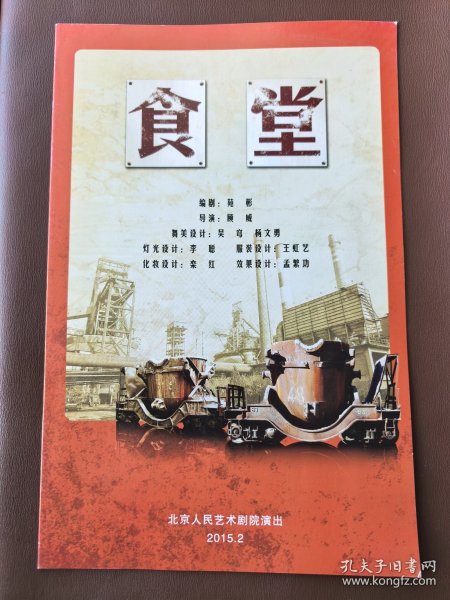 食堂
编剧：苑 彬
导演：顾 威
舞美设计：吴 穹 杨文勇
灯光设计：李 聪 服装设计：王虹艺
化妆设计：栾 红 效果设计：孟繁功
北京人民艺术剧院演出
2015.2
孔夫子旧书网
www.kongfz.com